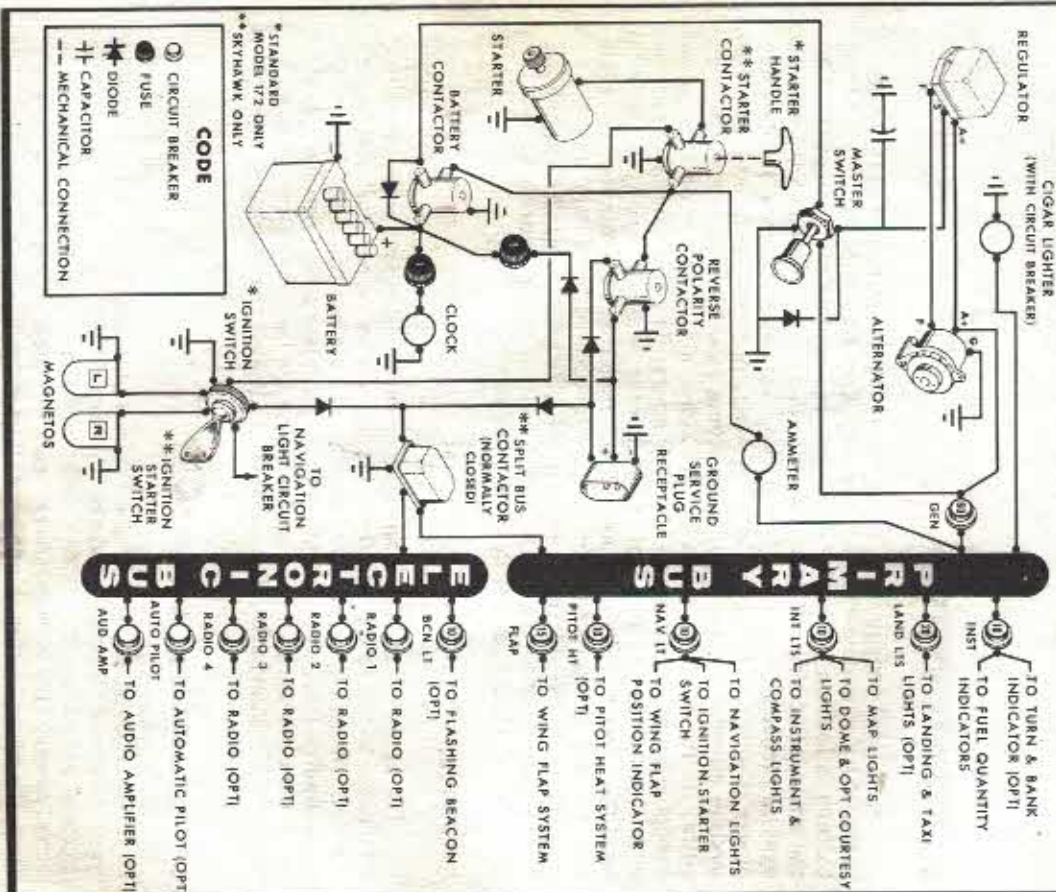 REGULATOR
CIGAR LIGHTER
(WITH CIRCUIT BREAKER)
F
S
A+
A+
F
G
ALTERNATOR
*STARTER
HANDLE
**STARTER
CONTACTOR
MASTER
SWITCH
AMMETER
GEN
STARTER
BATTERY
CONTACTOR
REVERSE
POLARITY
CONTACTOR
GROUND
SERVICE
PLUG
RECEPTACLE
CLOCK
BATTERY
+
−
+
**SPLIT BUS
CONTACTOR
(NORMALLY
CLOSED)
*STANDARD
MODEL 172 ONLY
**SKYHAWK ONLY
*IGNITION
SWITCH
TO
NAVIGATION
LIGHT CIRCUIT
BREAKER
**IGNITION
STARTER
SWITCH
MAGNETOS
L
R
CODE
CIRCUIT BREAKER
FUSE
DIODE
CAPACITOR
MECHANICAL CONNECTION
PRIMARY BUS
10
INST
TO TURN & BANK
INDICATOR (OPT)
TO FUEL QUANTITY
INDICATORS
LAND LTS
TO LANDING & TAXI
LIGHTS (OPT)
10
INT LTS
TO MAP LIGHTS
TO DOME & OPT COURTESY
LIGHTS
TO INSTRUMENT &
COMPASS LIGHTS
10
NAV LT
TO NAVIGATION LIGHTS
TO IGNITION-STARTER
SWITCH
TO WING FLAP
POSITION INDICATOR
PITOT HT
TO PITOT HEAT SYSTEM
(OPT)
15
FLAP
TO WING FLAP SYSTEM
ELECTRONIC BUS
10
BCN LT
TO FLASHING BEACON
(OPT)
RADIO 1
TO RADIO (OPT)
RADIO 2
TO RADIO (OPT)
RADIO 3
TO RADIO (OPT)
RADIO 4
TO RADIO (OPT)
AUTO PILOT
TO AUTOMATIC PILOT (OPT
AUD AMP
TO AUDIO AMPLIFIER (OPT)